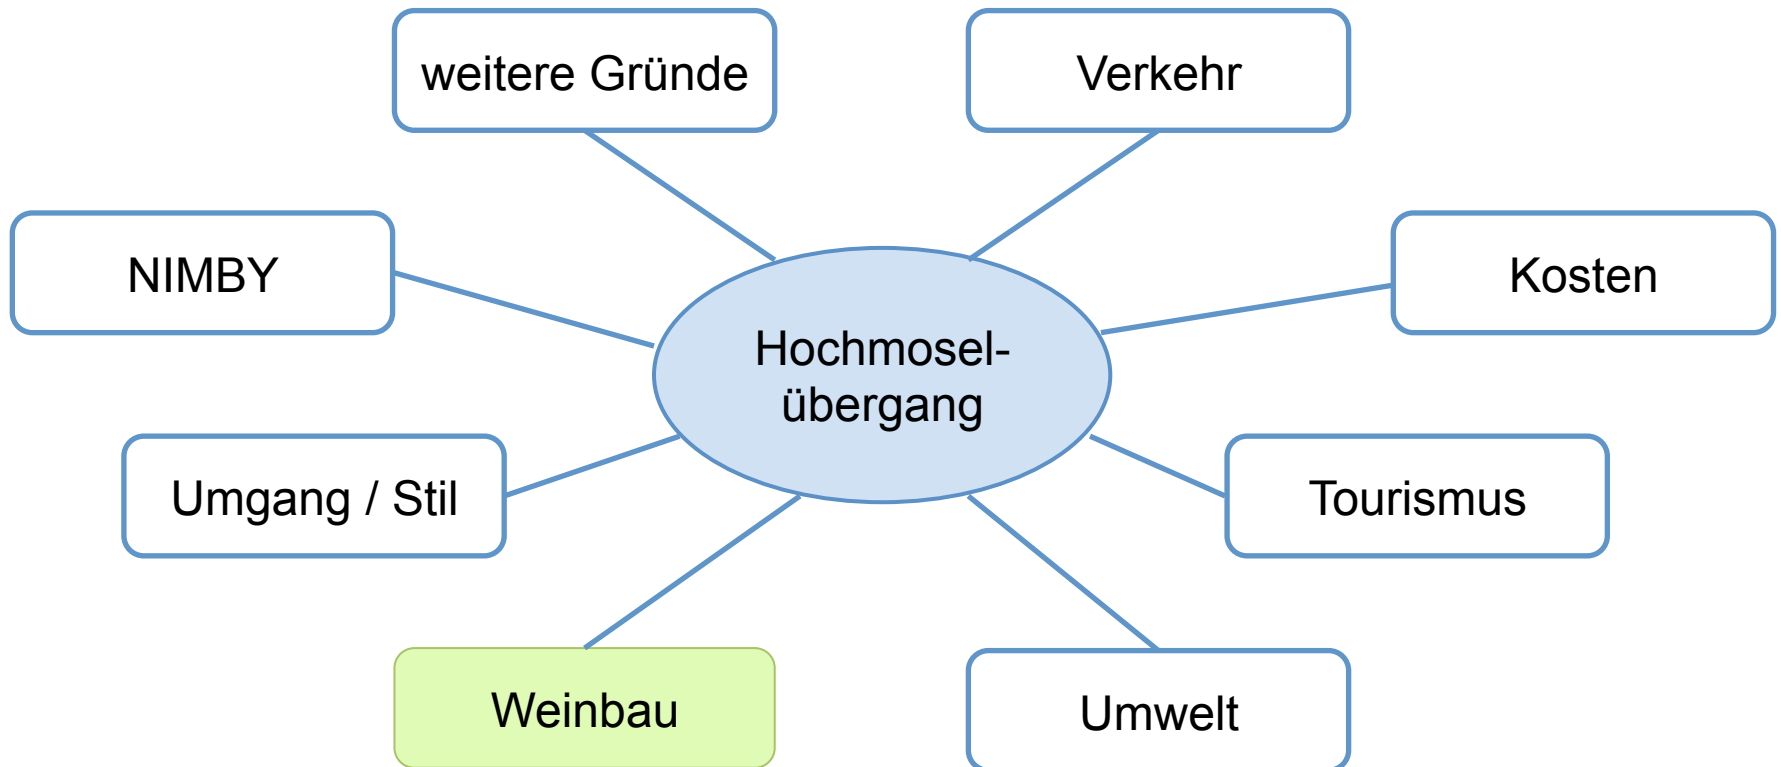 weitere Gründe
Verkehr
NIMBY
Kosten
Hochmosel-
übergang
Umgang / Stil
Tourismus
Weinbau
Umwelt